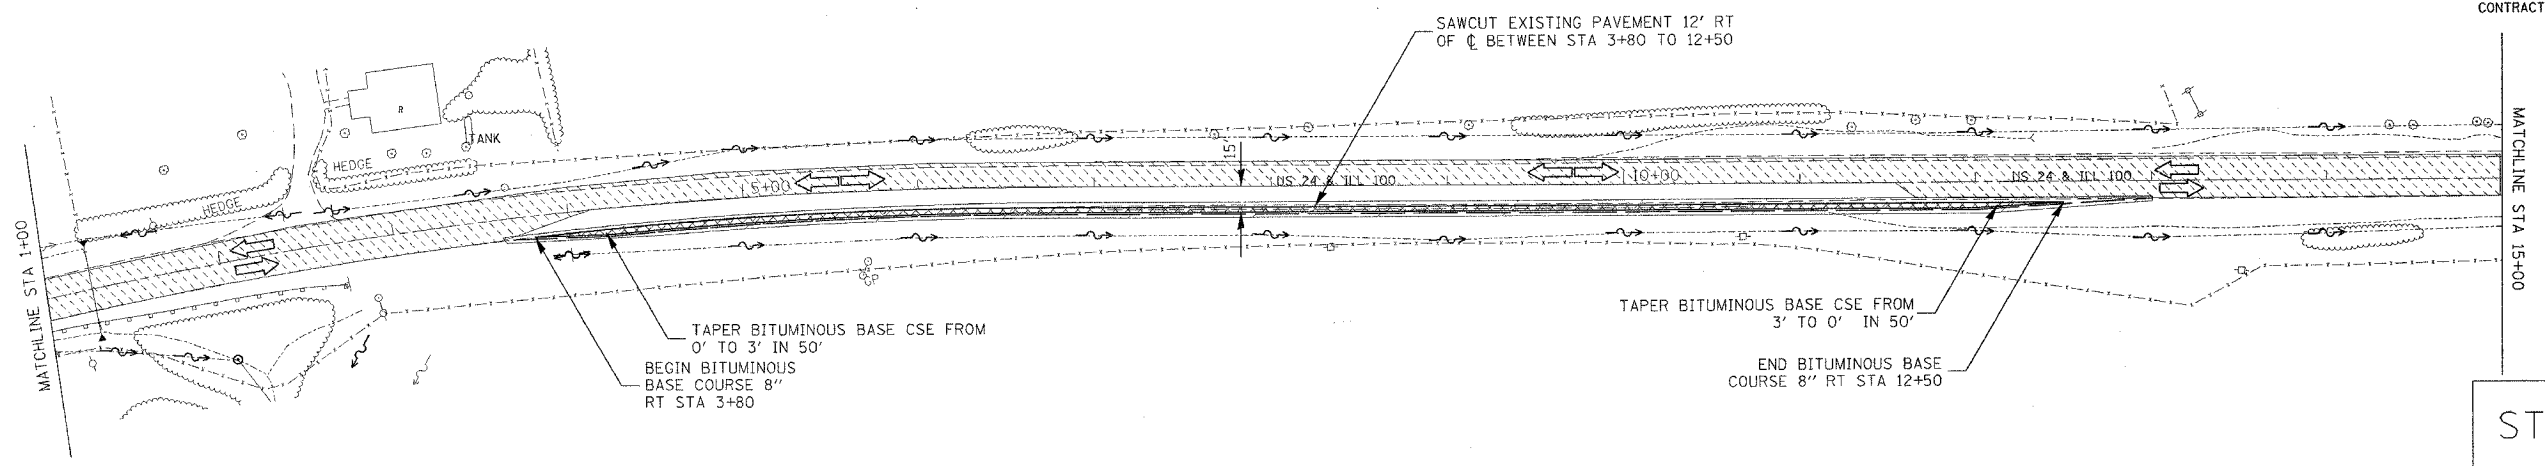 CONTRACT
SAWCUT EXISTING PAVEMENT 12' RT
OF ℄ BETWEEN STA 3+80 TO 12+50
R
TANK
HEDGE
HEDGE
15'
5+00
US 24 & ILL 100
10+00
US 24 & ILL 100
MATCHLINE STA 1+00
MATCHLINE STA 15+00
GP
TAPER BITUMINOUS BASE CSE FROM
0' TO 3' IN 50'
BEGIN BITUMINOUS
BASE COURSE 8"
RT STA 3+80
TAPER BITUMINOUS BASE CSE FROM
3' TO 0' IN 50'
END BITUMINOUS BASE
COURSE 8" RT STA 12+50
ST